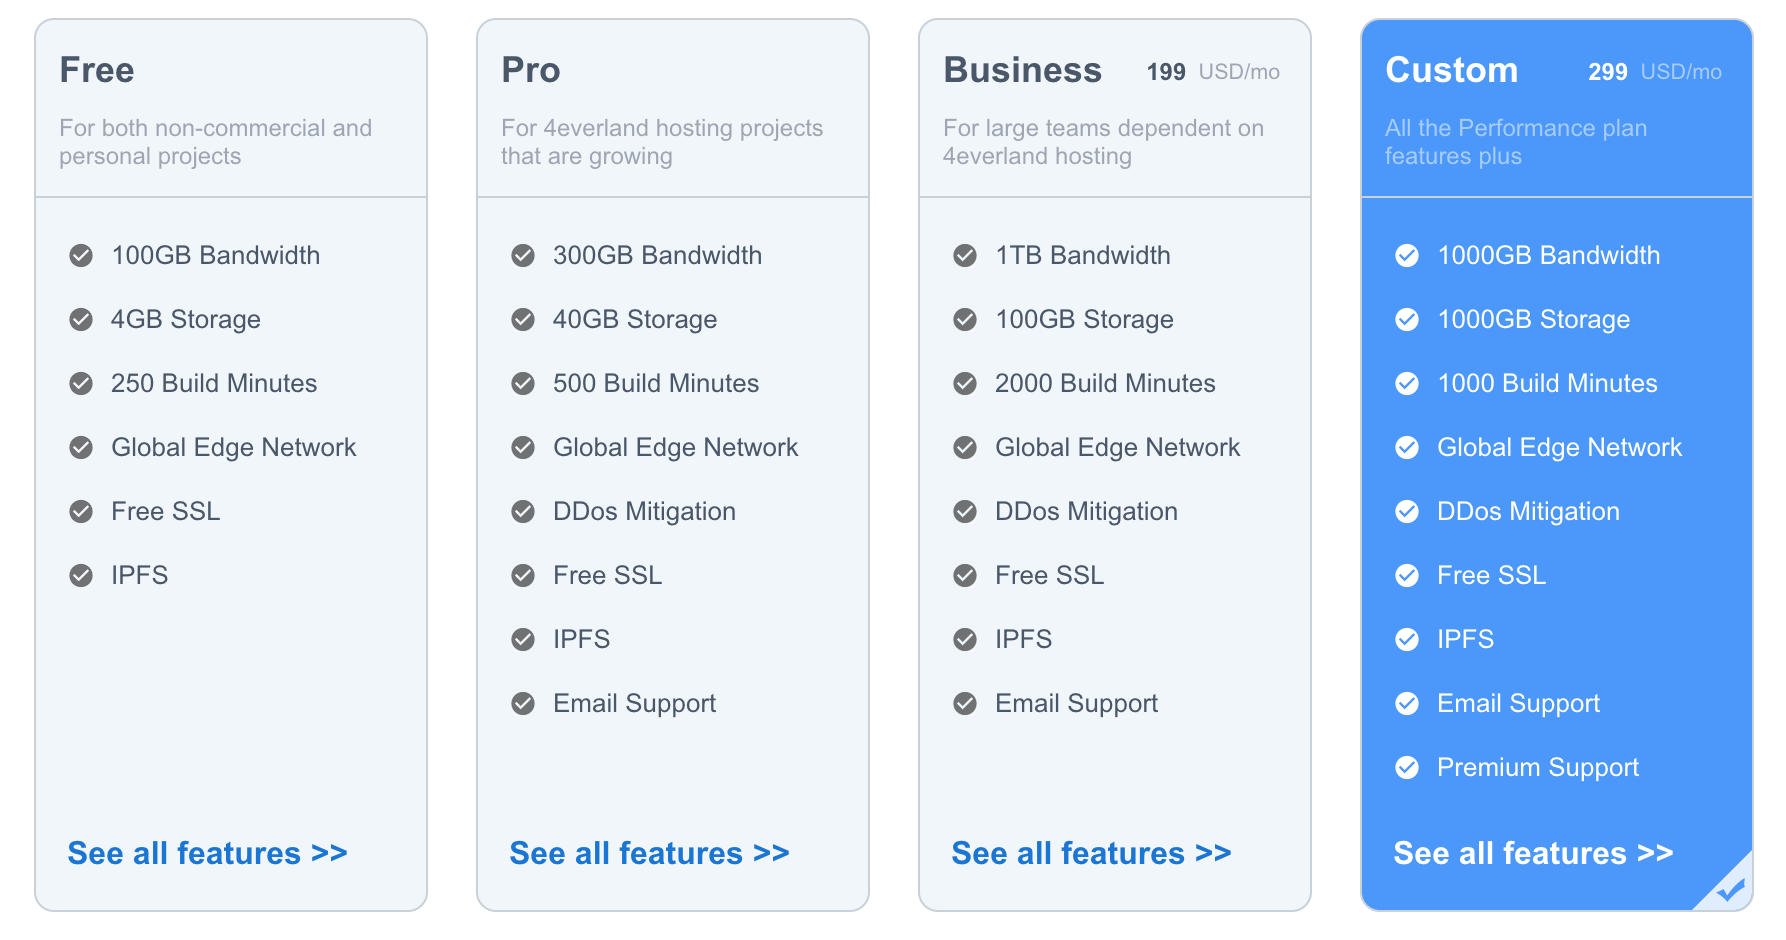 Free
For both non-commercial and
personal projects
100GB Bandwidth
4GB Storage
250 Build Minutes
Global Edge Network
Free SSL
IPFS
See all features >>
Pro
For 4everland hosting projects
that are growing
300GB Bandwidth
40GB Storage
500 Build Minutes
Global Edge Network
DDos Mitigation
Free SSL
IPFS
Email Support
See all features >>
Business 199 USD/mo
For large teams dependent on
4everland hosting
1TB Bandwidth
100GB Storage
2000 Build Minutes
Global Edge Network
DDos Mitigation
Free SSL
IPFS
Email Support
See all features >>
Custom 299 USD/mo
All the Performance plan
features plus
1000GB Bandwidth
1000GB Storage
1000 Build Minutes
Global Edge Network
DDos Mitigation
Free SSL
IPFS
Email Support
Premium Support
See all features >>